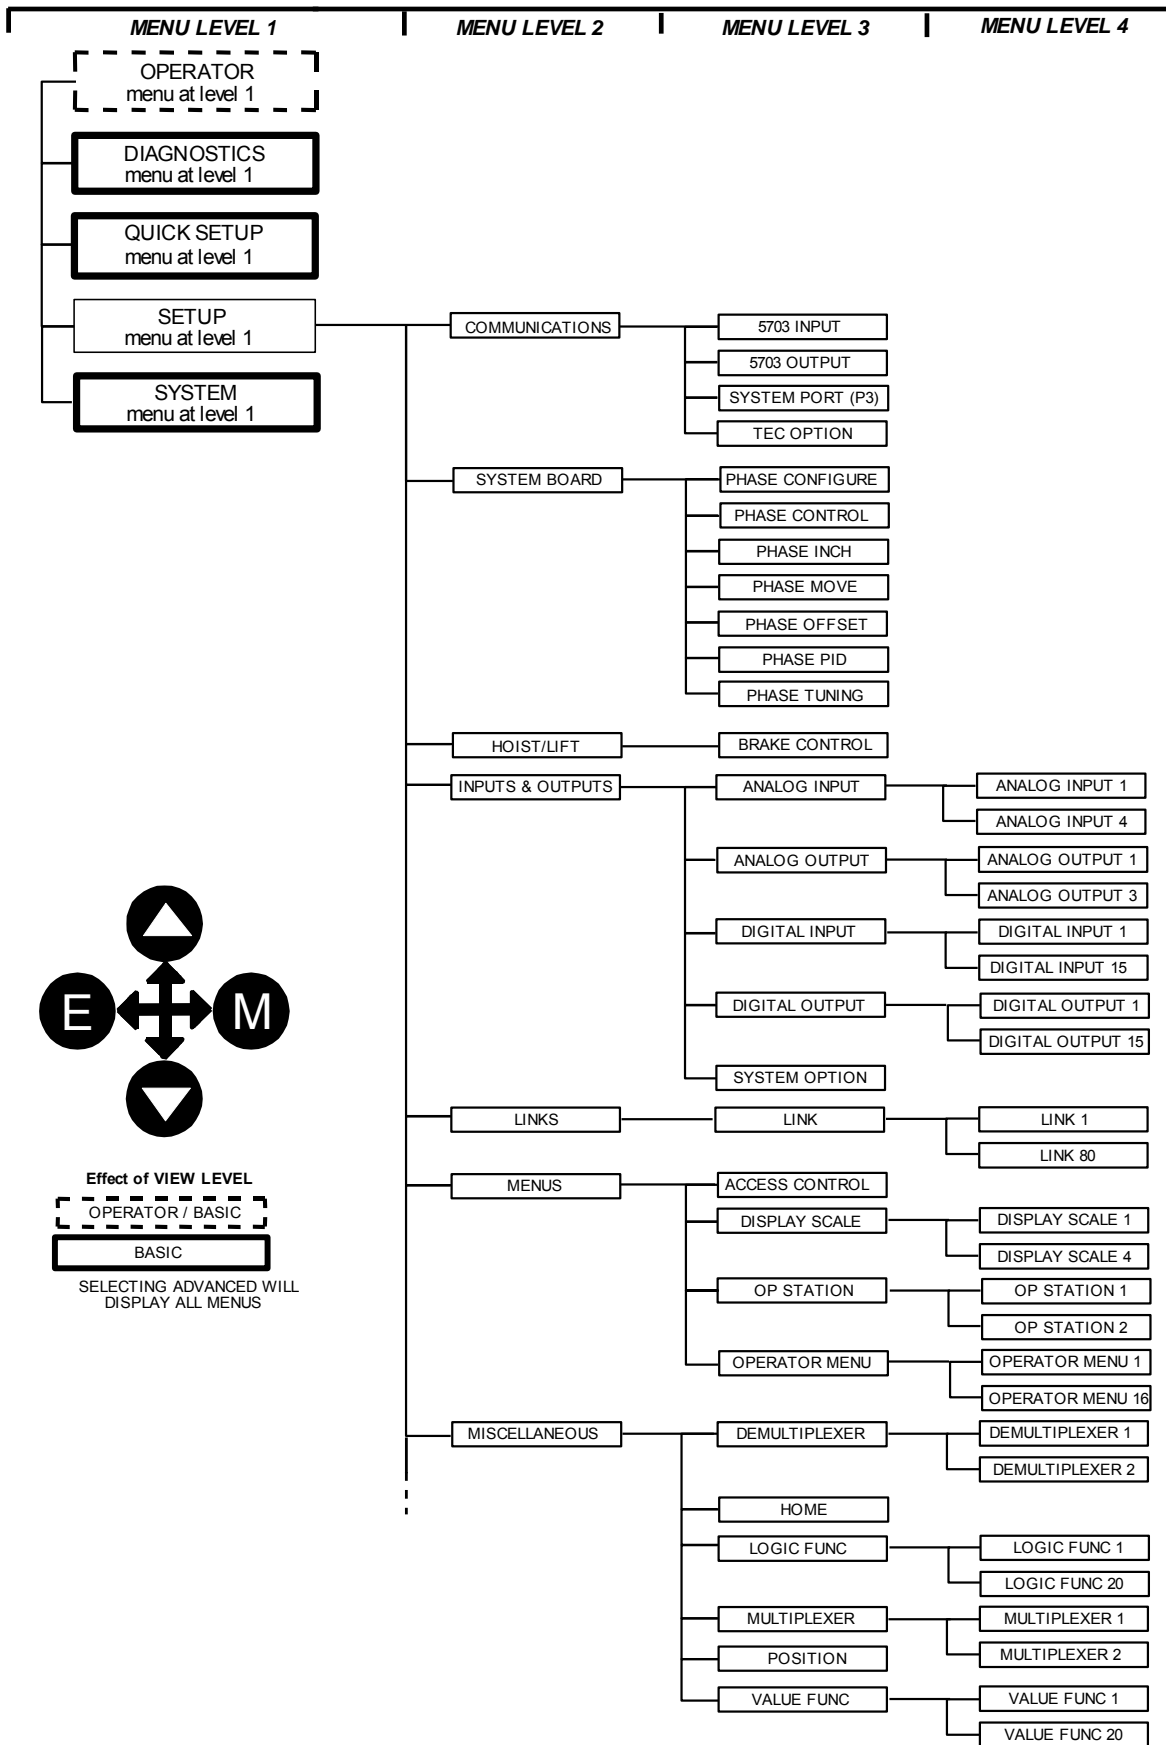 MENU LEVEL 1
MENU LEVEL 2
MENU LEVEL 3
MENU LEVEL 4
OPERATOR
menu at level 1
DIAGNOSTICS
menu at level 1
QUICK SETUP
menu at level 1
SETUP
menu at level 1
SYSTEM
menu at level 1
COMMUNICATIONS
5703 INPUT
5703 OUTPUT
SYSTEM PORT (P3)
TEC OPTION
SYSTEM BOARD
PHASE CONFIGURE
PHASE CONTROL
PHASE INCH
PHASE MOVE
PHASE OFFSET
PHASE PID
PHASE TUNING
HOIST/LIFT
BRAKE CONTROL
INPUTS & OUTPUTS
ANALOG INPUT
ANALOG INPUT 1
ANALOG INPUT 4
ANALOG OUTPUT
ANALOG OUTPUT 1
ANALOG OUTPUT 3
DIGITAL INPUT
DIGITAL INPUT 1
DIGITAL INPUT 15
DIGITAL OUTPUT
DIGITAL OUTPUT 1
DIGITAL OUTPUT 15
SYSTEM OPTION
LINKS
LINK
LINK 1
LINK 80
MENUS
ACCESS CONTROL
DISPLAY SCALE
DISPLAY SCALE 1
DISPLAY SCALE 4
OP STATION
OP STATION 1
OP STATION 2
OPERATOR MENU
OPERATOR MENU 1
OPERATOR MENU 16
MISCELLANEOUS
DEMULTIPLEXER
DEMULTIPLEXER 1
DEMULTIPLEXER 2
HOME
LOGIC FUNC
LOGIC FUNC 1
LOGIC FUNC 20
MULTIPLEXER
MULTIPLEXER 1
MULTIPLEXER 2
POSITION
VALUE FUNC
VALUE FUNC 1
VALUE FUNC 20
E
M
Effect of VIEW LEVEL
OPERATOR / BASIC
BASIC
SELECTING ADVANCED WILL
DISPLAY ALL MENUS